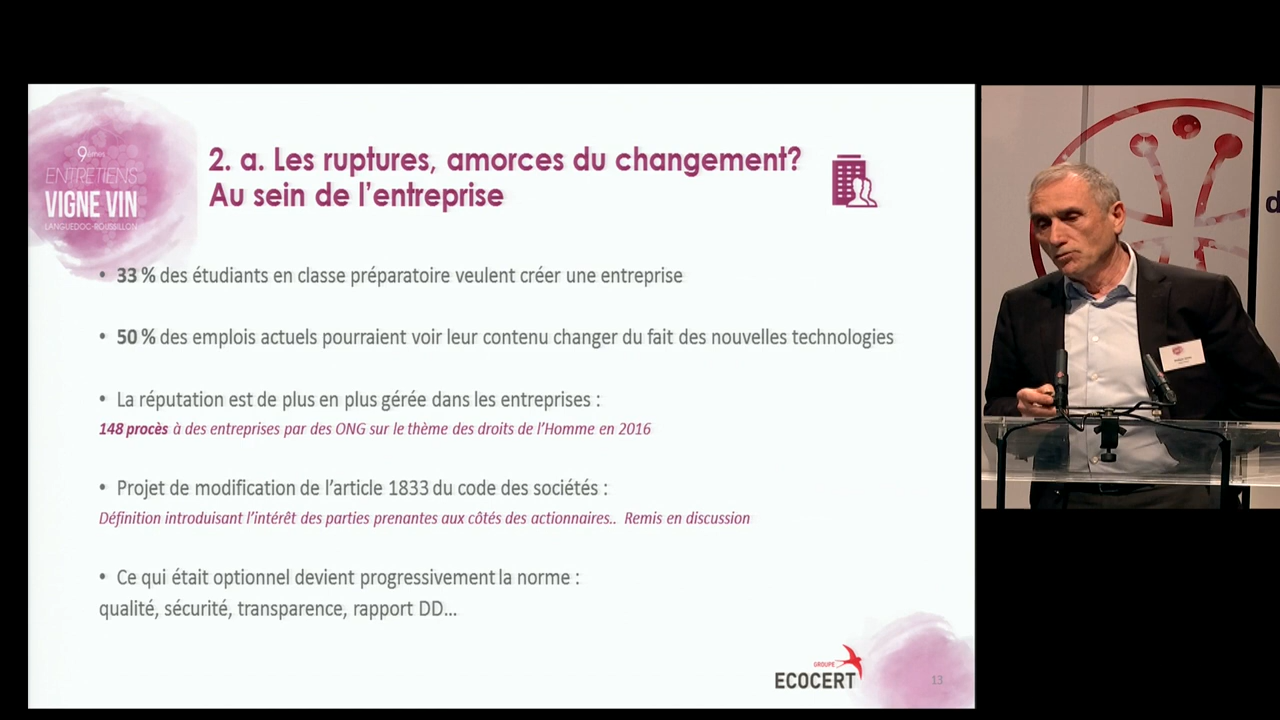 9èmes
ENTRETIENS
VIGNE VIN
LANGUEDOC-ROUSSILLON
2. a. Les ruptures, amorces du changement?
Au sein de l'entreprise
• 33 % des étudiants en classe préparatoire veulent créer une entreprise
• 50 % des emplois actuels pourraient voir leur contenu changer du fait des nouvelles technologies
• La réputation est de plus en plus gérée dans les entreprises :
148 procès à des entreprises par des ONG sur le thème des droits de l'Homme en 2016
• Projet de modification de l'article 1833 du code des sociétés :
Définition introduisant l'intérêt des parties prenantes aux côtés des actionnaires.. Remis en discussion
• Ce qui était optionnel devient progressivement la norme :
qualité, sécurité, transparence, rapport DD...
GROUPE
ECOCERT
13
d